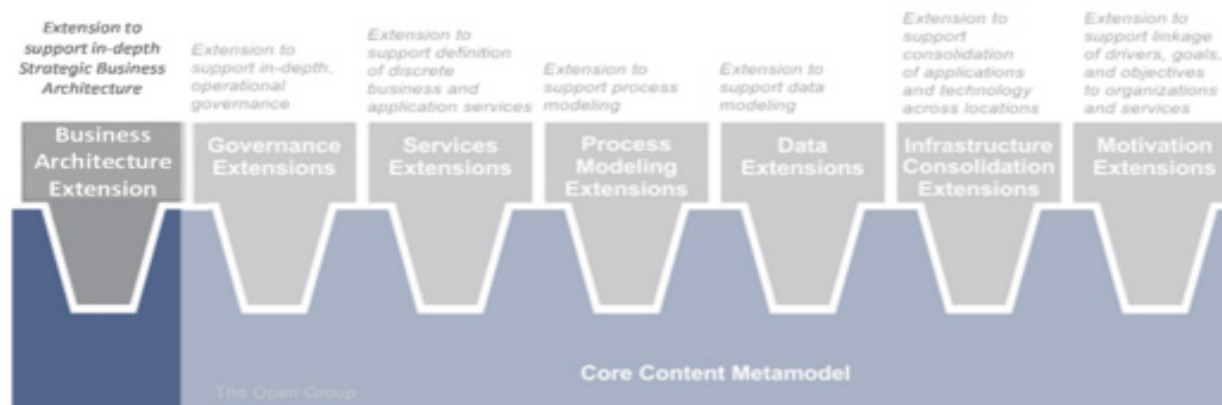 Extension to
support in-depth
Strategic Business
Architecture
Extension to
support in-depth,
operational
governance
Extension to
support definition
of discrete
business and
application services
Extension to
support process
modeling
Extension to
support data
modeling
Extension to
support
consolidation
of applications
and technology
across locations
Extension to
support linkage
of drivers, goals,
and objectives
to organizations
and services
Business
Architecture
Extension
Governance
Extensions
Services
Extensions
Process
Modeling
Extensions
Data
Extensions
Infrastructure
Consolidation
Extensions
Motivation
Extensions
Core Content Metamodel
The Open Group